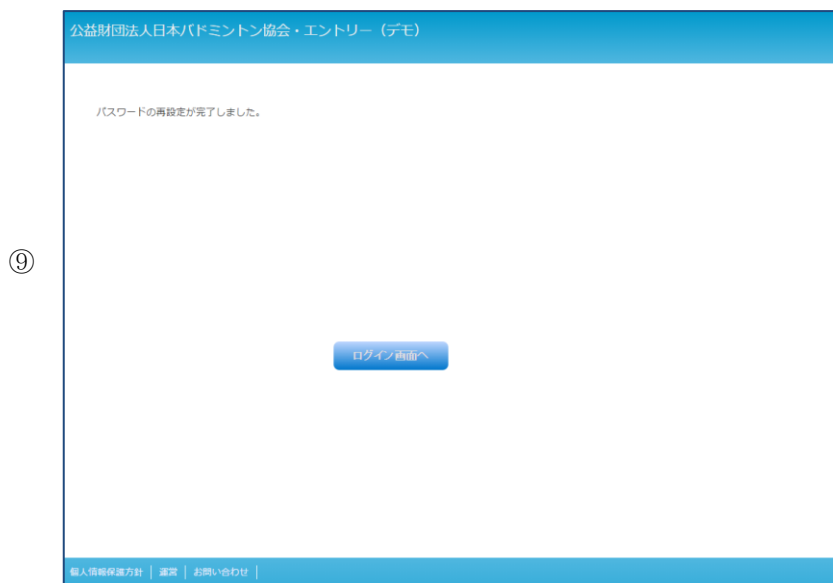 公益財団法人日本バドミントン協会・エントリー（デモ）
パスワードの再設定が完了しました。
⑨
ログイン画面へ
個人情報保護方針 | 運営 | お問い合わせ |